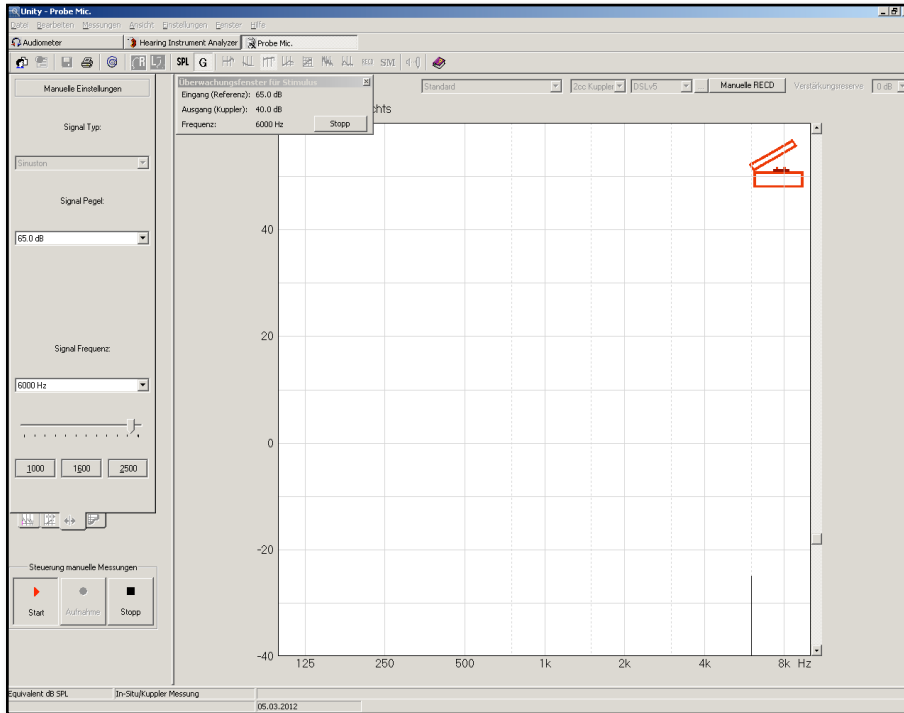 Unity - Probe Mic.
Datei Bearbeiten Messungen Ansicht Einstellungen Fenster Hilfe
Audiometer Hearing Instrument Analyzer Probe Mic.
SPL G RECD SM
Manuelle Einstellungen
Überwachungsfenster für Stimulus
Eingang (Referenz): 65.0 dB
Ausgang (Kuppler): 40.0 dB
Frequenz: 6000 Hz Stopp
Standard 2cc Kuppler DSLv5 ... Manuelle RECD Verstärkungsreserve 0 dB
chts
Signal Typ:
Sinuston
Signal Pegel:
65.0 dB
Signal Frequenz:
6000 Hz
1000 1600 2500
Steuerung manuelle Messungen
Start Aufnahme Stopp
40
20
0
-20
-40
125 250 500 1k 2k 4k 8k Hz
Equivalent dB SPL In-Situ/Kuppler Messung
05.03.2012